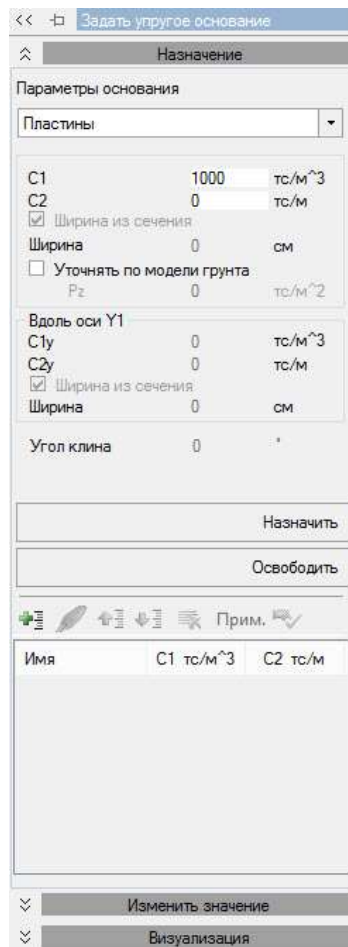 << Задать упругое основание
Назначение
Параметры основания
Пластины
C1 1000 тс/м^3
C2 0 тс/м
Ширина из сечения
Ширина 0 см
Уточнять по модели грунта
Pz 0 тс/м^2
Вдоль оси Y1
C1y 0 тс/м^3
C2y 0 тс/м
Ширина из сечения
Ширина 0 см
Угол клина 0 °
Назначить
Освободить
Прим.
Имя C1 тс/м^3 C2 тс/м
Изменить значение
Визуализация